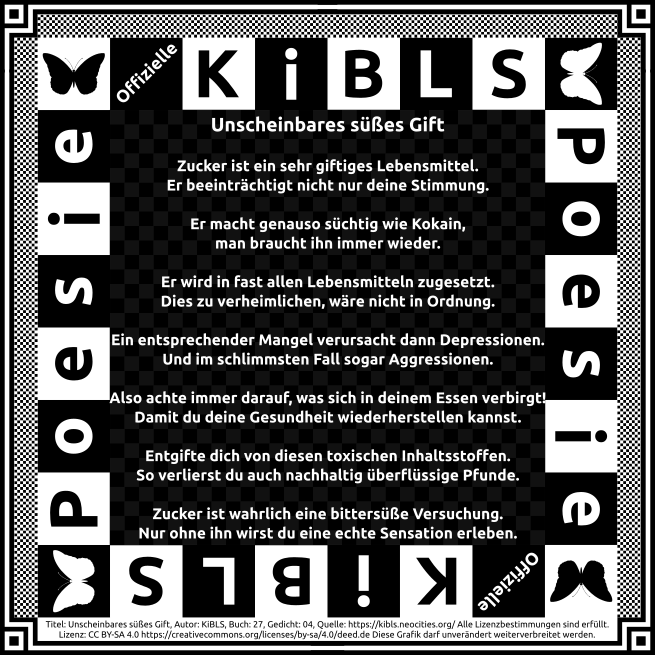 Offizielle
KiBLS
Poesie
Unscheinbares süßes Gift
Zucker ist ein sehr giftiges Lebensmittel.
Er beeinträchtigt nicht nur deine Stimmung.
Er macht genauso süchtig wie Kokain,
man braucht ihn immer wieder.
Er wird in fast allen Lebensmitteln zugesetzt.
Dies zu verheimlichen, wäre nicht in Ordnung.
Ein entsprechender Mangel verursacht dann Depressionen.
Und im schlimmsten Fall sogar Aggressionen.
Also achte immer darauf, was sich in deinem Essen verbirgt!
Damit du deine Gesundheit wiederherstellen kannst.
Entgifte dich von diesen toxischen Inhaltsstoffen.
So verlierst du auch nachhaltig überflüssige Pfunde.
Zucker ist wahrlich eine bittersüße Versuchung.
Nur ohne ihn wirst du eine echte Sensation erleben.
Offizielle
KiBLS
Poesie
Titel: Unscheinbares süßes Gift, Autor: KiBLS, Buch: 27, Gedicht: 04, Quelle: https://kibls.neocities.org/ Alle Lizenzbestimmungen sind erfüllt.
Lizenz: CC BY-SA 4.0 https://creativecommons.org/licenses/by-sa/4.0/deed.de Diese Grafik darf unverändert weiterverbreitet werden.